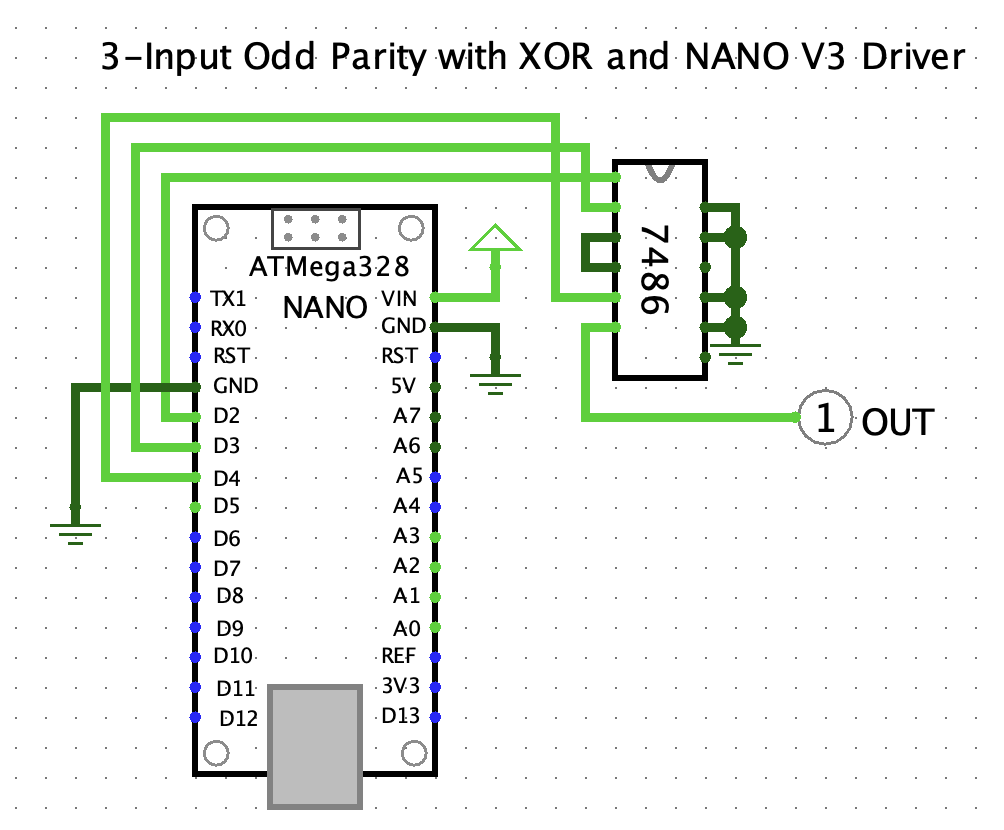 3-Input Odd Parity with XOR and NANO V3 Driver
ATMega328
NANO
TX1
RX0
RST
GND
D2
D3
D4
D5
D6
D7
D8
D9
D10
D11
D12
VIN
GND
RST
5V
A7
A6
A5
A4
A3
A2
A1
A0
REF
3V3
D13
7486
1 OUT